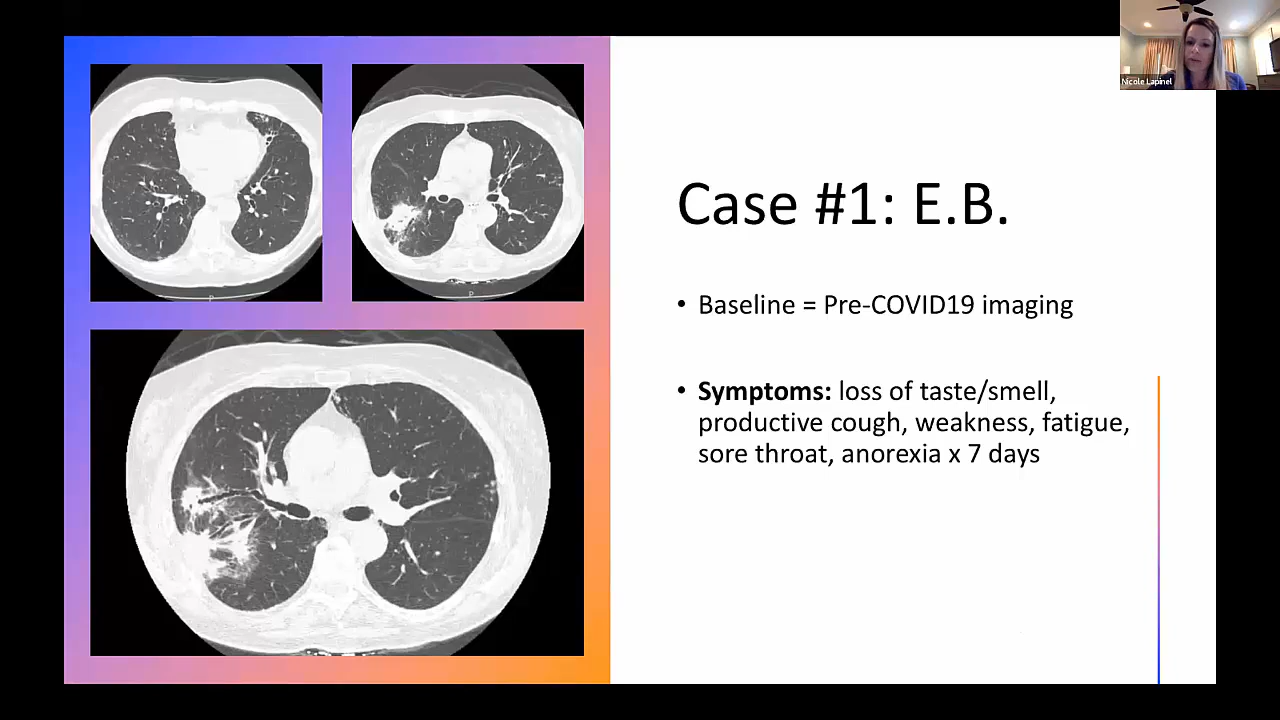 Nicole Lapinel
P
P
Case #1: E.B.
• Baseline = Pre-COVID19 imaging
• Symptoms: loss of taste/smell,
productive cough, weakness, fatigue,
sore throat, anorexia x 7 days